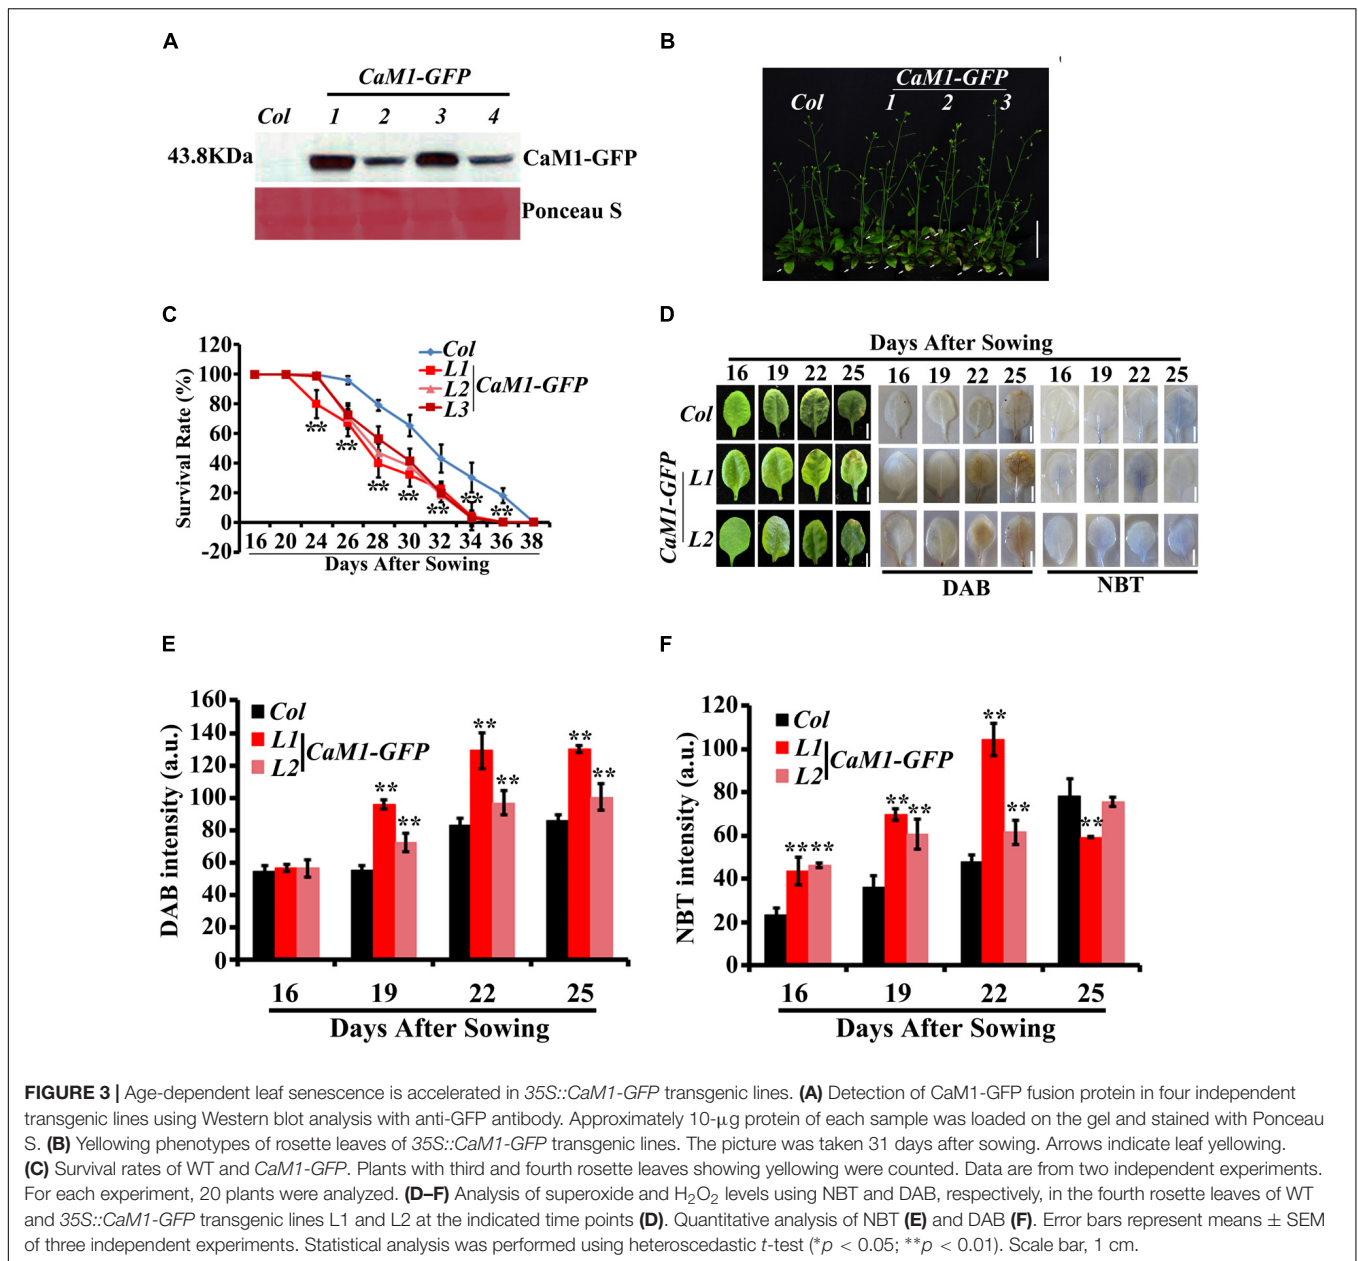 A
CaM1-GFP
Col 1 2 3 4
43.8KDa CaM1-GFP
Ponceau S
B
CaM1-GFP
Col 1 2 3
C
Survival Rate (%)
120
100
80
60
40
20
0
-20
Col
L1
L2
L3
CaM1-GFP
** ** ** ** ** ** **
16 20 24 26 28 30 32 34 36 38
Days After Sowing
D
Days After Sowing
16 19 22 25 16 19 22 25 16 19 22 25
Col
CaM1-GFP
L1
L2
DAB NBT
E
DAB intensity (a.u.)
160
140
120
100
80
60
40
20
0
Col
L1
L2
CaM1-GFP
** ** ** ** ** **
16 19 22 25
Days After Sowing
F
NBT intensity (a.u.)
120
100
80
60
40
20
0
Col
L1
L2
CaM1-GFP
**** ** ** ** ** **
16 19 22 25
Days After Sowing
FIGURE 3 | Age-dependent leaf senescence is accelerated in 35S::CaM1-GFP transgenic lines. (A) Detection of CaM1-GFP fusion protein in four independent
transgenic lines using Western blot analysis with anti-GFP antibody. Approximately 10-μg protein of each sample was loaded on the gel and stained with Ponceau
S. (B) Yellowing phenotypes of rosette leaves of 35S::CaM1-GFP transgenic lines. The picture was taken 31 days after sowing. Arrows indicate leaf yellowing.
(C) Survival rates of WT and CaM1-GFP. Plants with third and fourth rosette leaves showing yellowing were counted. Data are from two independent experiments.
For each experiment, 20 plants were analyzed. (D–F) Analysis of superoxide and H₂O₂ levels using NBT and DAB, respectively, in the fourth rosette leaves of WT
and 35S::CaM1-GFP transgenic lines L1 and L2 at the indicated time points (D). Quantitative analysis of NBT (E) and DAB (F). Error bars represent means ± SEM
of three independent experiments. Statistical analysis was performed using heteroscedastic t-test (*p < 0.05; **p < 0.01). Scale bar, 1 cm.